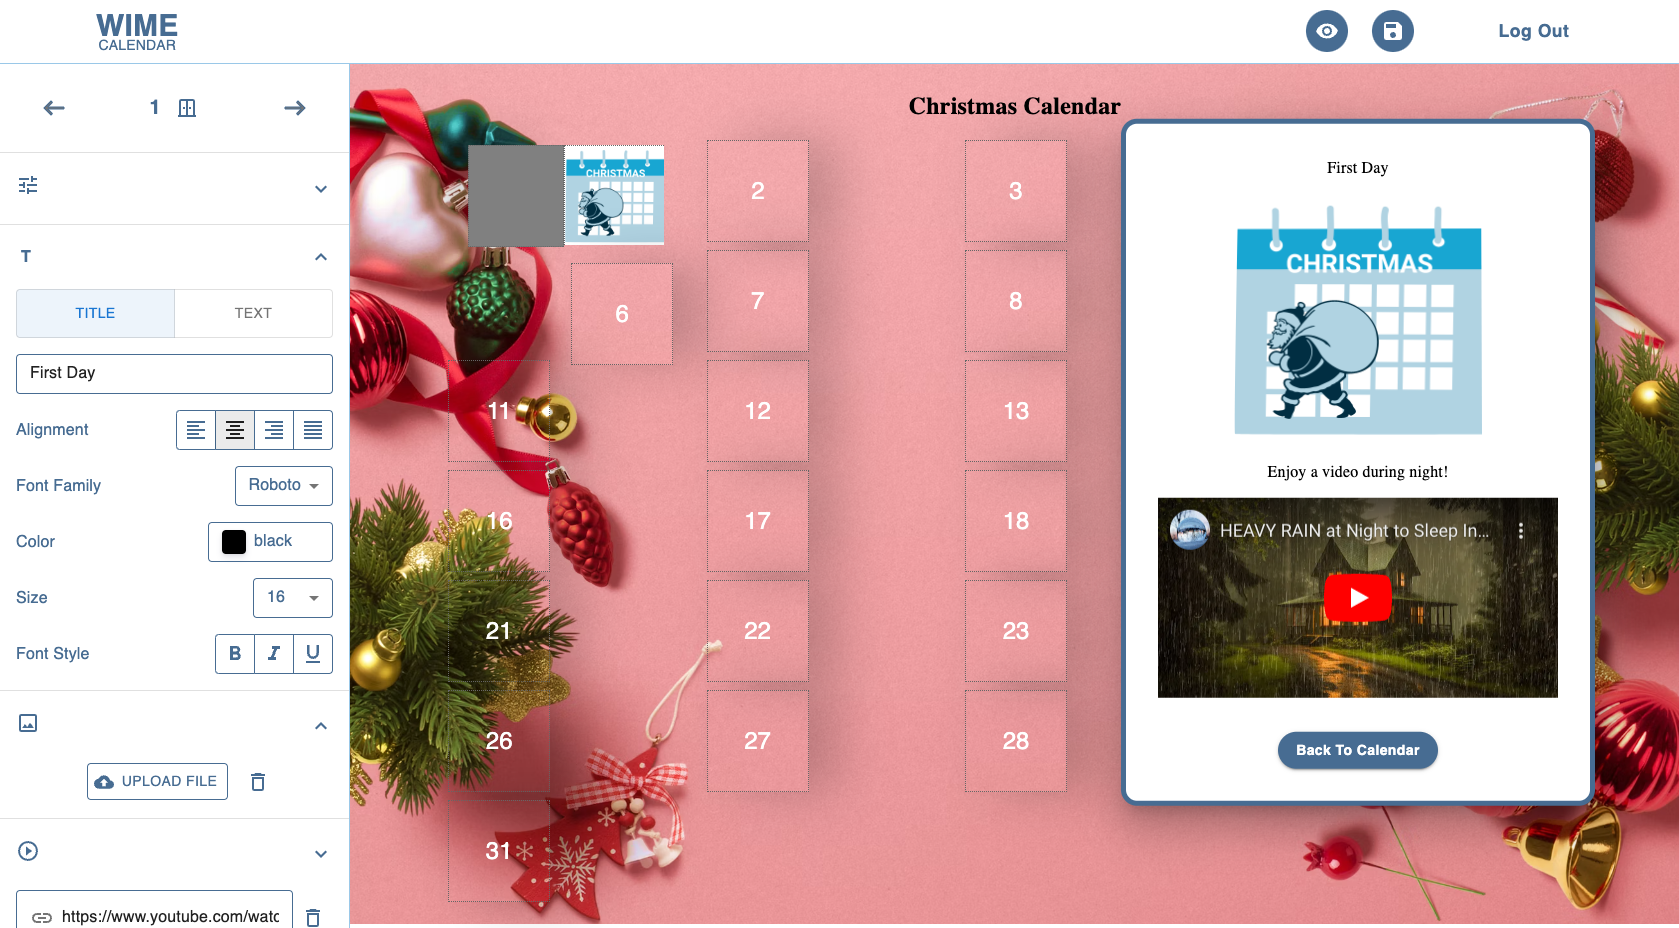 WIME
CALENDAR
Log Out
1
T
TITLE
TEXT
First Day
Alignment
Font Family
Roboto
Color
black
Size
16
Font Style
B
I
U
UPLOAD FILE
https://www.youtube.com/watc
Christmas Calendar
CHRISTMAS
2
3
6
7
8
11
12
13
16
17
18
21
22
23
26
27
28
31
First Day
CHRISTMAS
Enjoy a video during night!
HEAVY RAIN at Night to Sleep In...
Back To Calendar